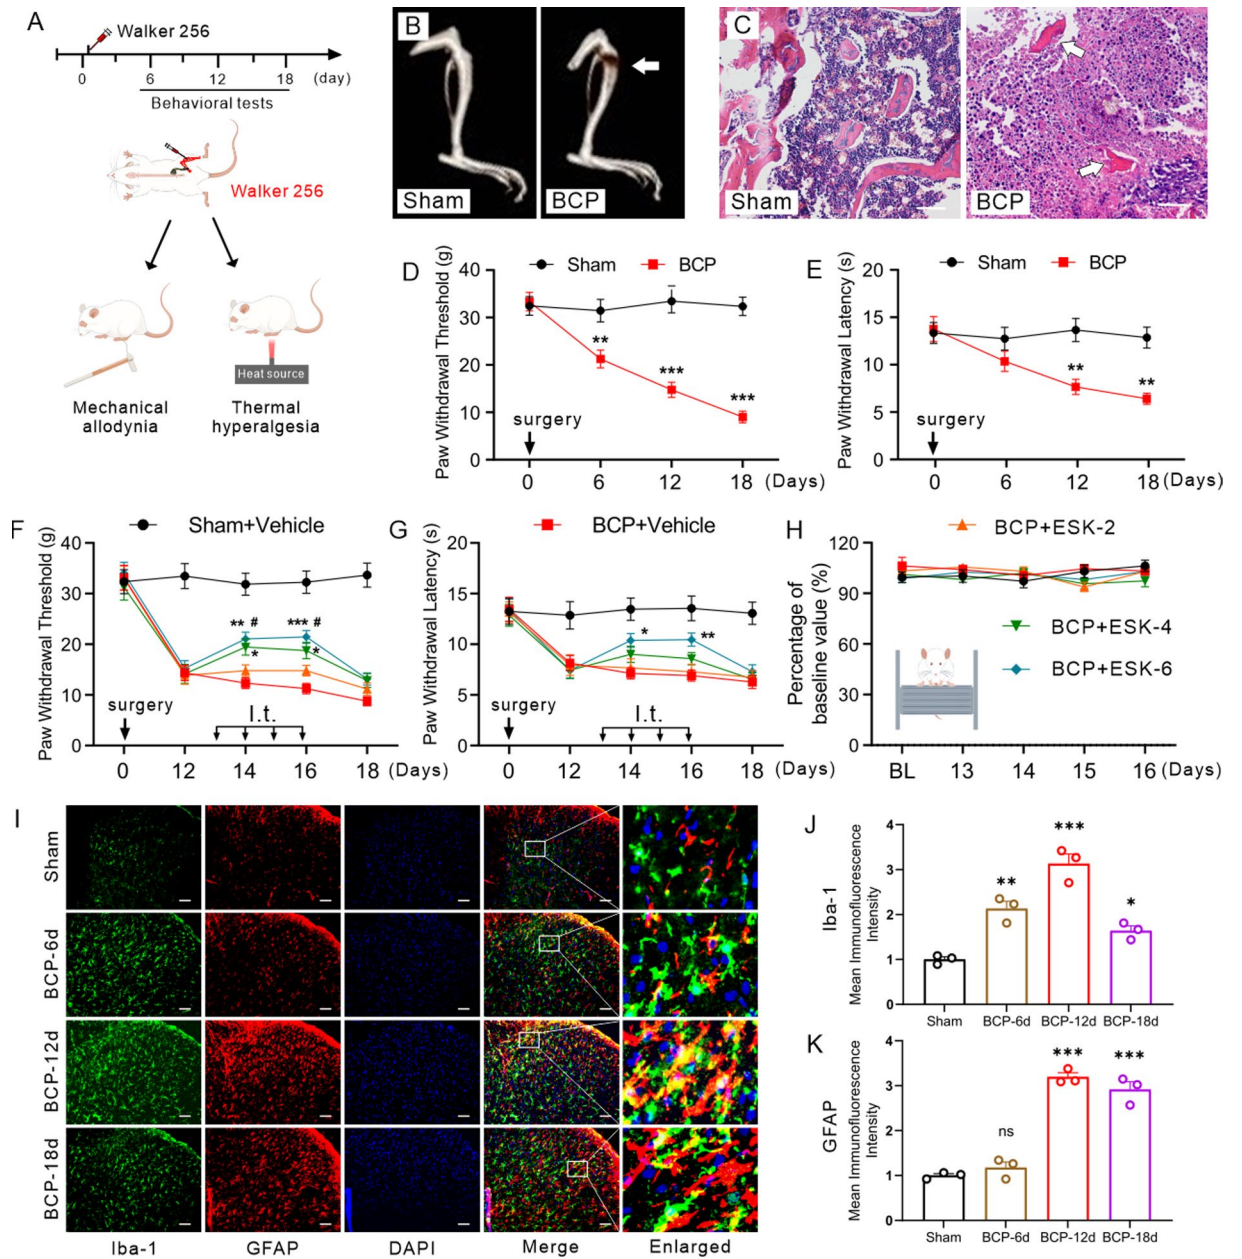 A
Walker 256
0 6 12 18 (day)
Behavioral tests
Walker 256
Heat source
Mechanical
allodynia
Thermal
hyperalgesia
B
Sham
BCP
C
Sham
BCP
D
Sham
BCP
Paw Withdrawal Threshold (g)
40
30
20
10
0
**
***
***
surgery
0 6 12 18 (Days)
E
Sham
BCP
Paw Withdrawal Latency (s)
20
15
10
5
0
**
**
surgery
0 6 12 18 (Days)
F
Sham+Vehicle
Paw Withdrawal Threshold (g)
40
30
20
10
0
** #
*** #
*
*
surgery
I.t.
0 12 14 16 18 (Days)
G
BCP+Vehicle
Paw Withdrawal Latency (s)
20
15
10
5
0
*
**
surgery
I.t.
0 12 14 16 18 (Days)
H
BCP+ESK-2
Percentage of
baseline value (%)
120
90
60
30
0
BCP+ESK-4
BCP+ESK-6
BL 13 14 15 16 (Days)
I
Sham
BCP-6d
BCP-12d
BCP-18d
Iba-1 GFAP DAPI Merge Enlarged
J
Iba-1
Mean Immunofluorescence
Intensity
4
3
2
1
0
**
***
*
Sham BCP-6d BCP-12d BCP-18d
K
GFAP
Mean Immunofluorescence
Intensity
4
3
2
1
0
ns
***
***
Sham BCP-6d BCP-12d BCP-18d